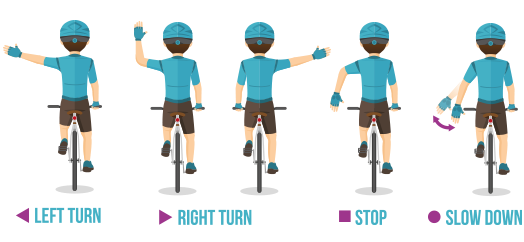 LEFT TURN
RIGHT TURN
STOP
SLOW DOWN